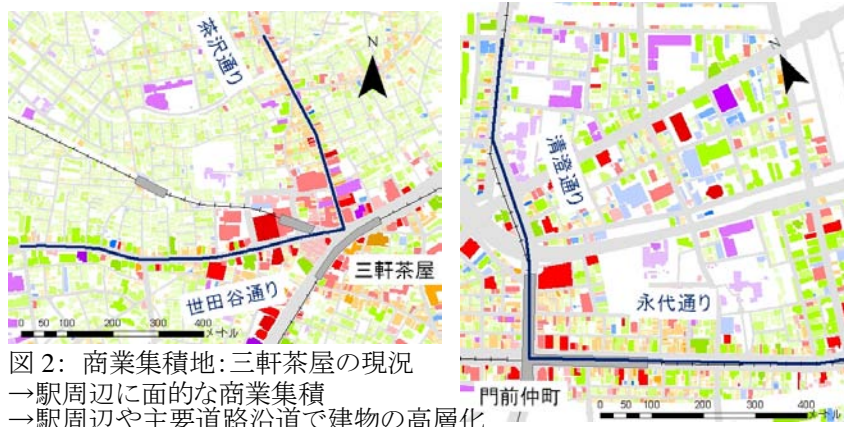 茶沢通り
N
三軒茶屋
世田谷通り
0 50 100 200 300 400
メートル
図 2: 商業集積地:三軒茶屋の現況
→駅周辺に面的な商業集積
→駅周辺や主要道路沿道で建物の高層化
N
清澄通り
永代通り
門前仲町
0 50 100 200 300 400
メートル